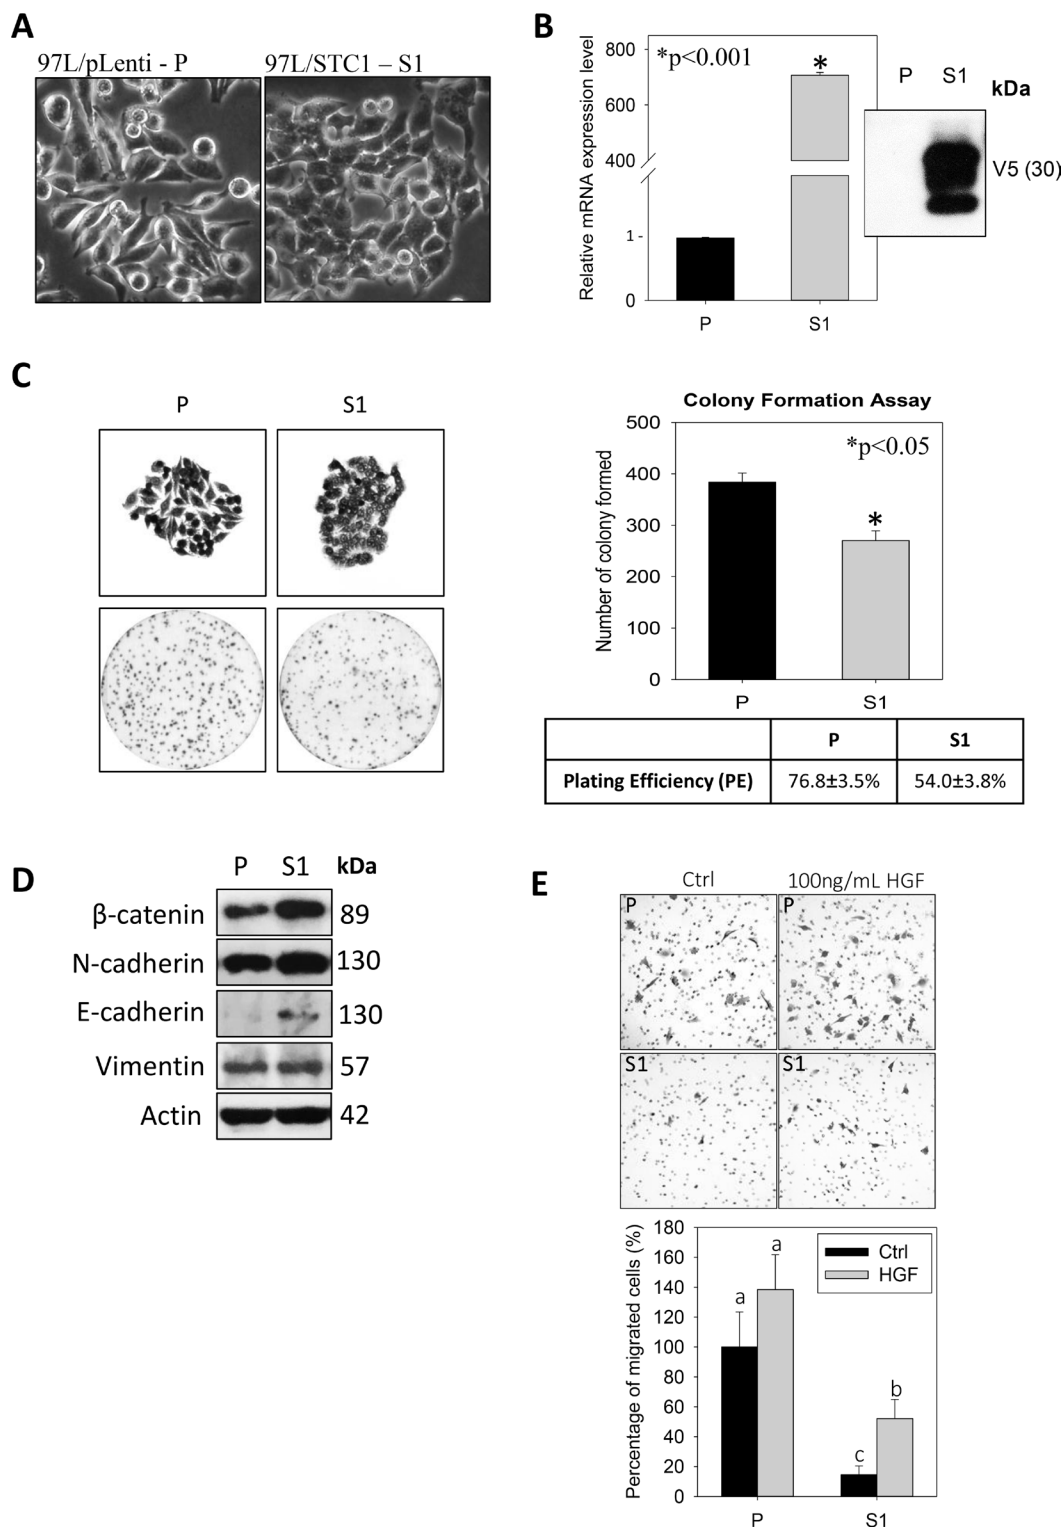 A
97L/pLenti - P
97L/STC1 – S1
B
Relative mRNA expression level
800
600
400
1
0
*p<0.001
*
P
S1
P S1 kDa
V5 (30)
C
P
S1
Colony Formation Assay
Number of colony formed
500
400
300
200
100
0
*p<0.05
*
P
S1
P S1
Plating Efficiency (PE) 76.8±3.5% 54.0±3.8%
D
P S1 kDa
β-catenin 89
N-cadherin 130
E-cadherin 130
Vimentin 57
Actin 42
E
Ctrl
100ng/mL HGF
P
P
S1
S1
Percentage of migrated cells (%)
180
160
140
120
100
80
60
40
20
0
a
a
c
b
Ctrl
HGF
P
S1